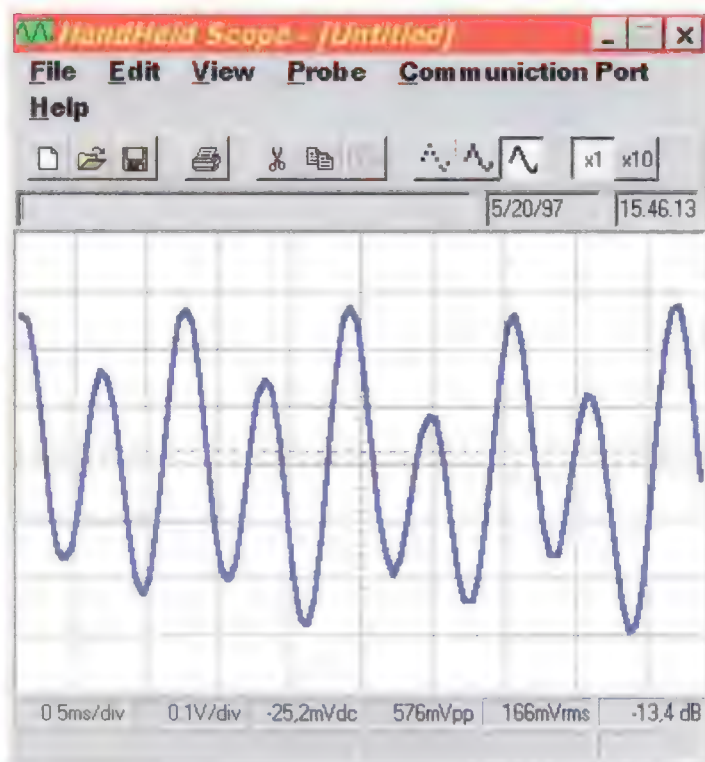 HandHeld Scope - [Untitled]
File Edit View Probe Communiction Port
Help
x1 x10
5/20/97 15.46.13
0.5ms/div 0.1V/div -25,2mVdc 576mVpp 166mVrms -13,4 dB